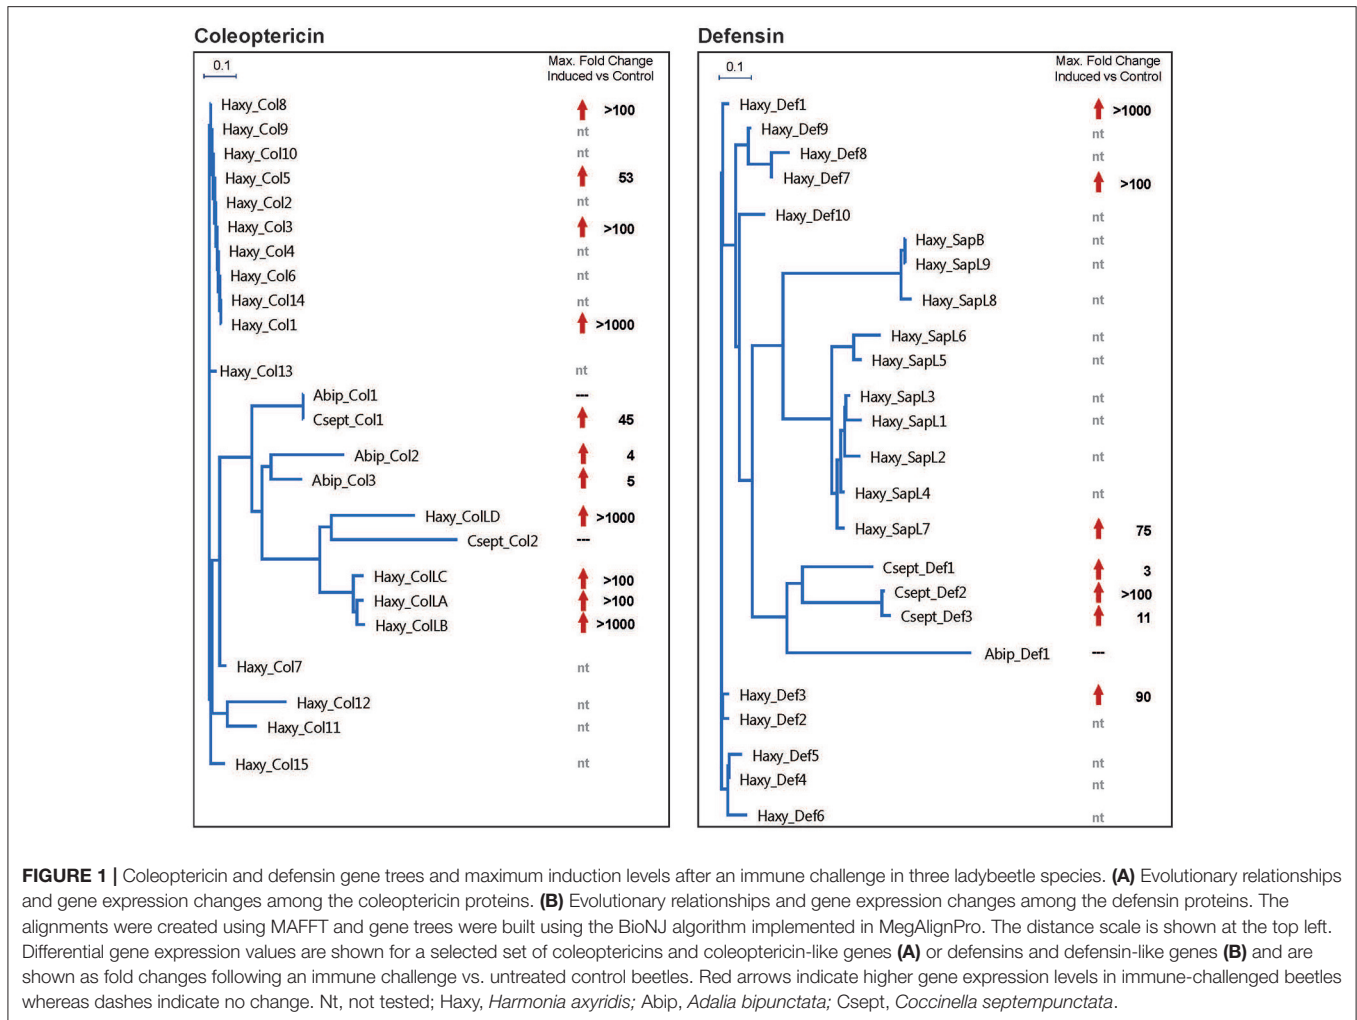 Coleoptericin
0.1
Max. Fold Change
Induced vs Control
Haxy_Col8 >100
Haxy_Col9 nt
Haxy_Col10 nt
Haxy_Col5 53
Haxy_Col2 nt
Haxy_Col3 >100
Haxy_Col4 nt
Haxy_Col6 nt
Haxy_Col14 nt
Haxy_Col1 >1000
Haxy_Col13 nt
Abip_Col1 ---
Csept_Col1 45
Abip_Col2 4
Abip_Col3 5
Haxy_ColLD >1000
Csept_Col2 ---
Haxy_ColLC >100
Haxy_ColLA >100
Haxy_ColLB >1000
Haxy_Col7 nt
Haxy_Col12 nt
Haxy_Col11 nt
Haxy_Col15 nt
Defensin
0.1
Max. Fold Change
Induced vs Control
Haxy_Def1 >1000
Haxy_Def9 nt
Haxy_Def8 nt
Haxy_Def7 >100
Haxy_Def10 nt
Haxy_SapB nt
Haxy_SapL9 nt
Haxy_SapL8 nt
Haxy_SapL6 nt
Haxy_SapL5 nt
Haxy_SapL3 nt
Haxy_SapL1 nt
Haxy_SapL2 nt
Haxy_SapL4 nt
Haxy_SapL7 75
Csept_Def1 3
Csept_Def2 >100
Csept_Def3 11
Abip_Def1 ---
Haxy_Def3 90
Haxy_Def2 nt
Haxy_Def5 nt
Haxy_Def4 nt
Haxy_Def6 nt
FIGURE 1 | Coleoptericin and defensin gene trees and maximum induction levels after an immune challenge in three ladybeetle species. (A) Evolutionary relationships
and gene expression changes among the coleoptericin proteins. (B) Evolutionary relationships and gene expression changes among the defensin proteins. The
alignments were created using MAFFT and gene trees were built using the BioNJ algorithm implemented in MegAlignPro. The distance scale is shown at the top left.
Differential gene expression values are shown for a selected set of coleoptericins and coleoptericin-like genes (A) or defensins and defensin-like genes (B) and are
shown as fold changes following an immune challenge vs. untreated control beetles. Red arrows indicate higher gene expression levels in immune-challenged beetles
whereas dashes indicate no change. Nt, not tested; Haxy, Harmonia axyridis; Abip, Adalia bipunctata; Csept, Coccinella septempunctata.